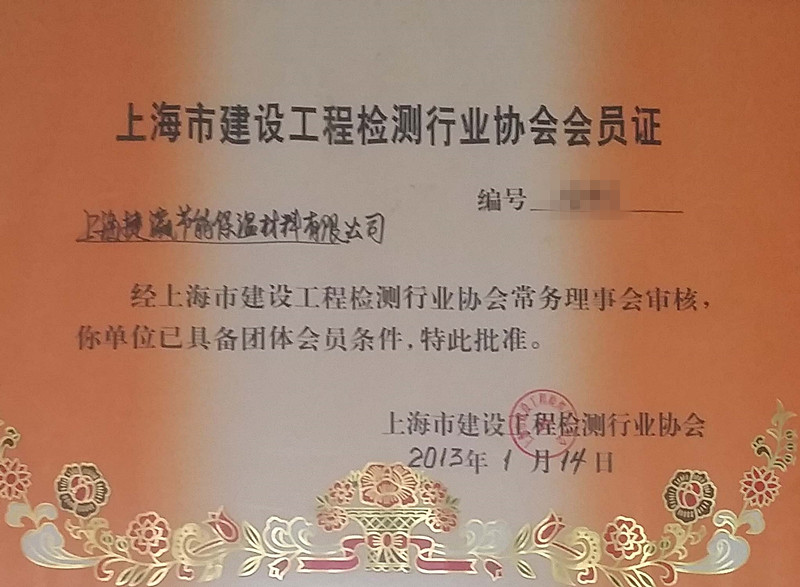 上海市建设工程检测行业协会会员证
编号
上海捷瀛节能保温材料有限公司
经上海市建设工程检测行业协会常务理事会审核，
你单位已具备团体会员条件，特此批准。
上海市建设工程检测行业协会
2013年1月14日